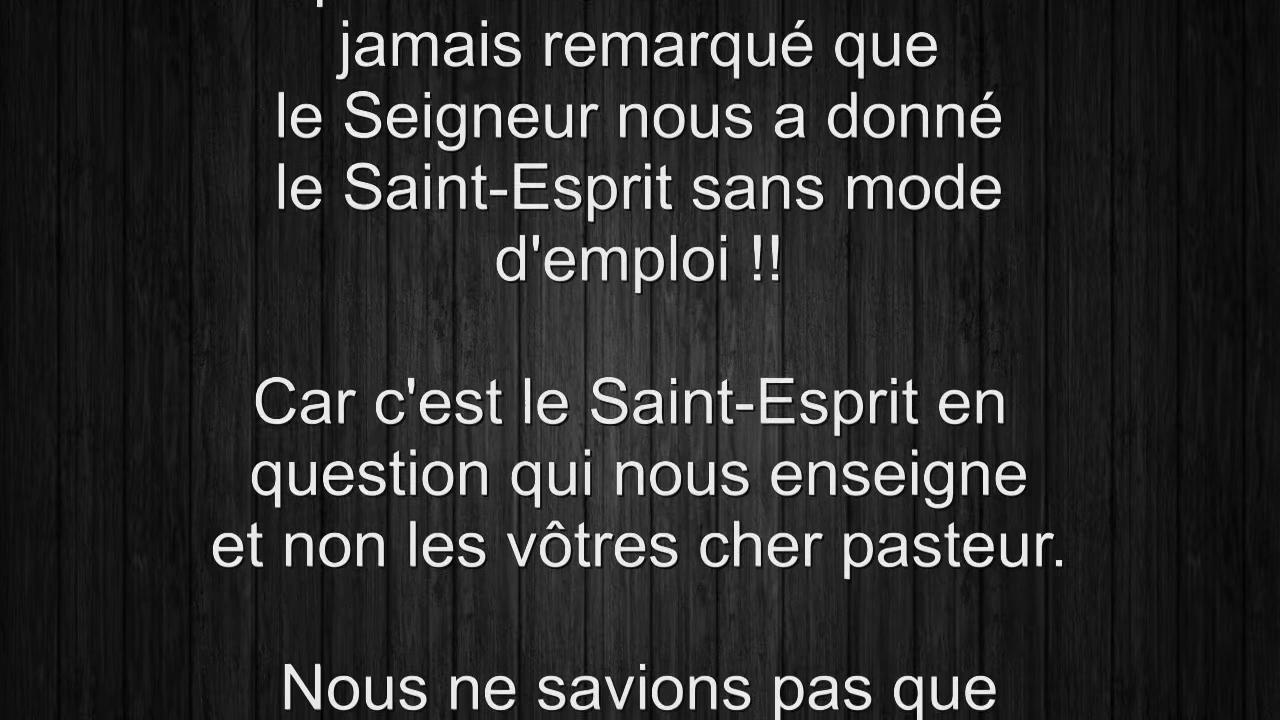 jamais remarqué que
le Seigneur nous a donné
le Saint-Esprit sans mode
d'emploi !!
Car c'est le Saint-Esprit en
question qui nous enseigne
et non les vôtres cher pasteur.
Nous ne savions pas que